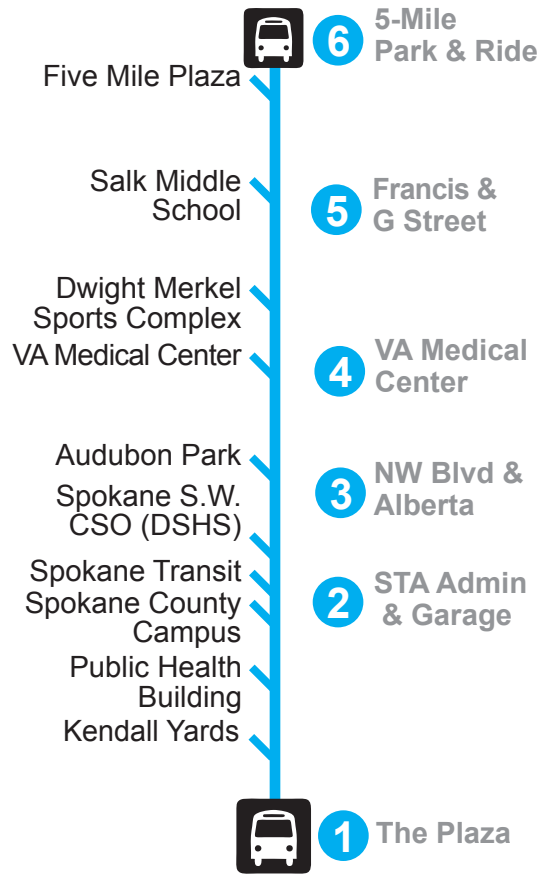 6
5-Mile
Park & Ride
Five Mile Plaza
Salk Middle
School
5
Francis &
G Street
Dwight Merkel
Sports Complex
VA Medical Center
4
VA Medical
Center
Audubon Park
3
NW Blvd &
Alberta
Spokane S.W.
CSO (DSHS)
Spokane Transit
2
STA Admin
& Garage
Spokane County
Campus
Public Health
Building
Kendall Yards
1
The Plaza